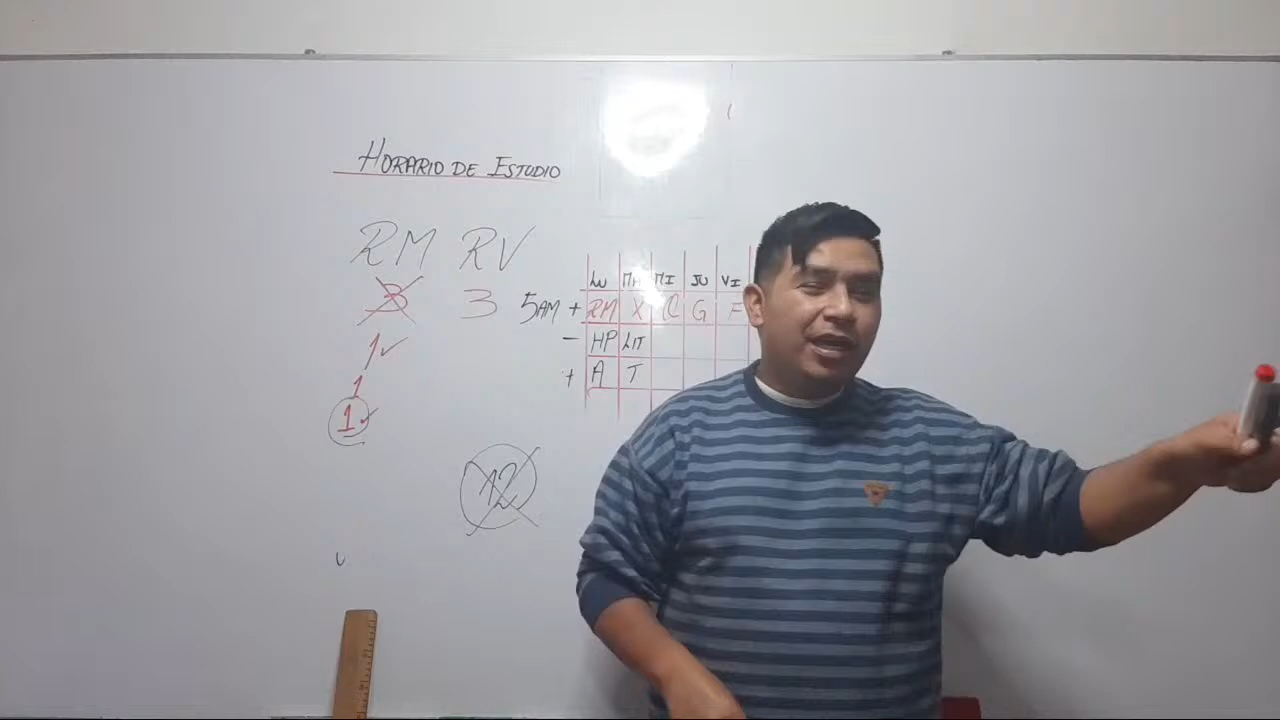 HORARIO DE ESTUDIO
RM RV
3 3
1
1
1
12
LU MA MI JU VI
5AM + RM X C G F
- HP LIT
+ A T